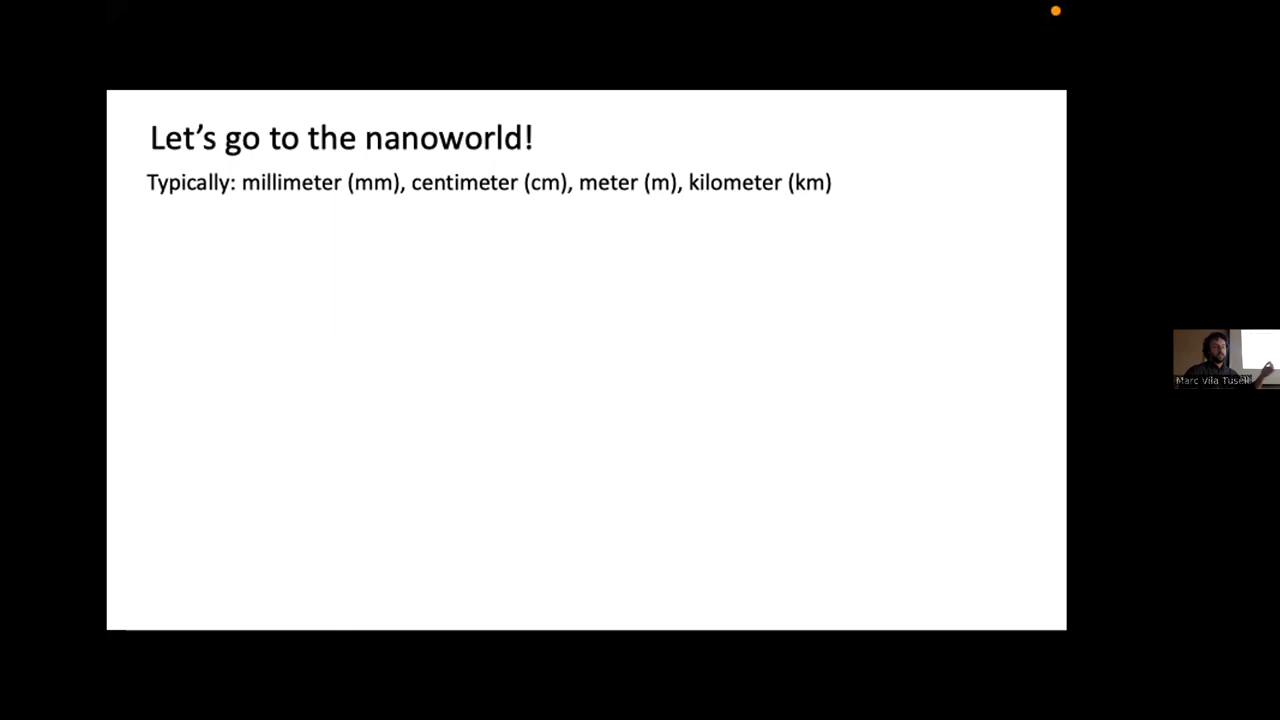 Let's go to the nanoworld!
Typically: millimeter (mm), centimeter (cm), meter (m), kilometer (km)
Marc Vila Tusell